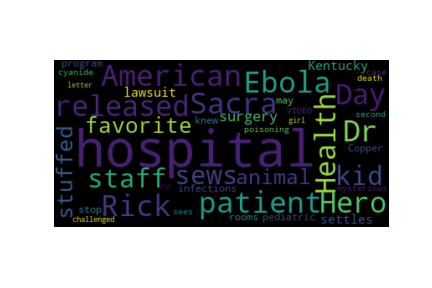 program Kentucky
cyanide American Ebola case death
letter lawsuit Day
released Sacra may VIDEO second
favorite surgery knew girl Dr
hospital poisoning Copper
stuffed staff sews animal Health kid
infections mysterious
Rick patient Hero
stop sees rooms pediatric settles
challenged